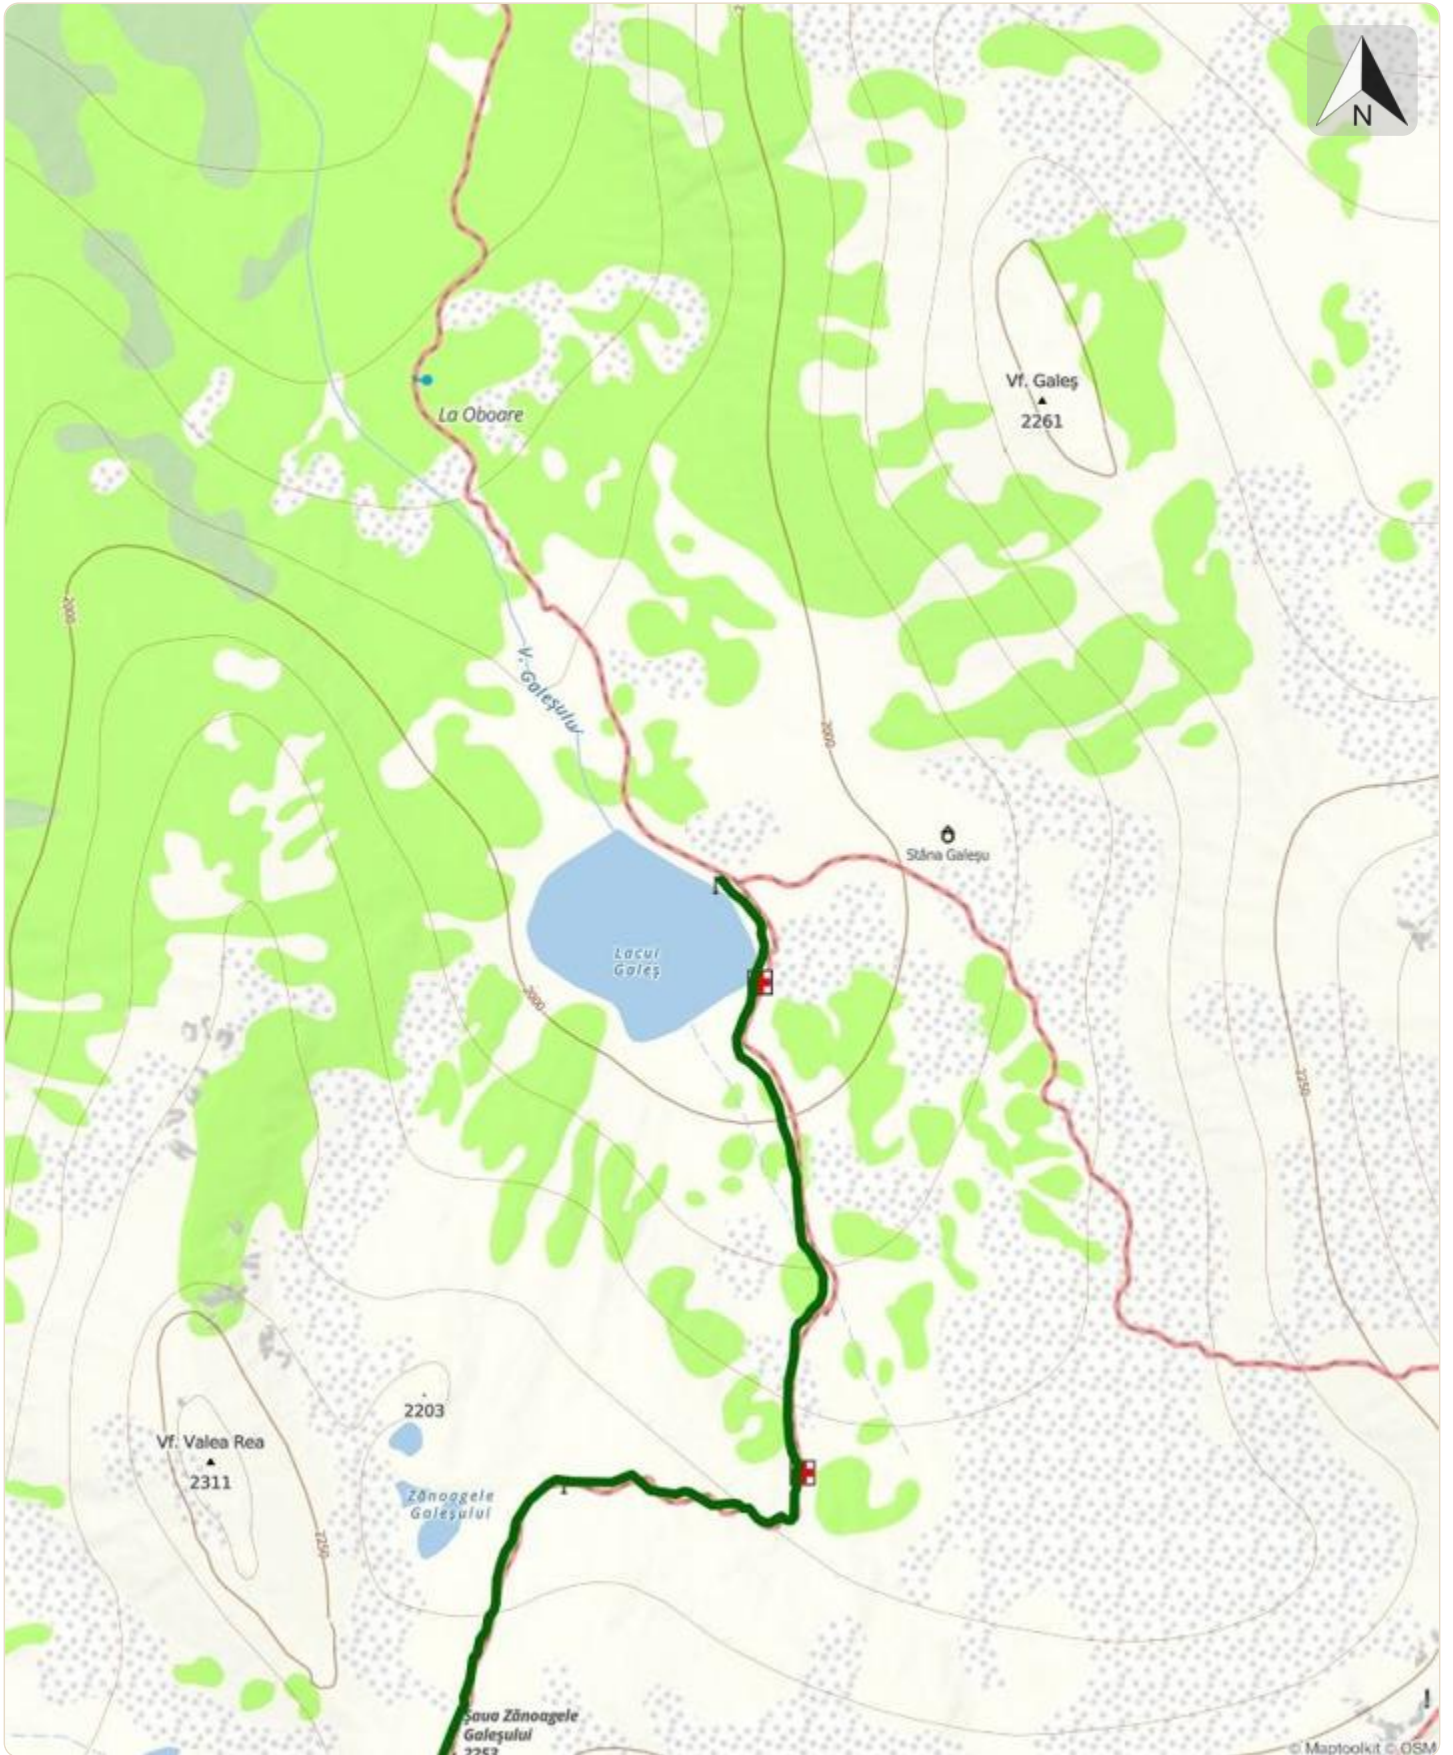 N
Vf. Galeş
2261
La Oboare
2000
V. Galeşului
2000
Stâna Galeşu
Lacul
Galeş
2000
2250
2203
Vf. Valea Rea
2311
Zănoagele
Galeşului
2250
Şaua Zănoagele
Galeşului
2253
© Maptoolkit © OSM